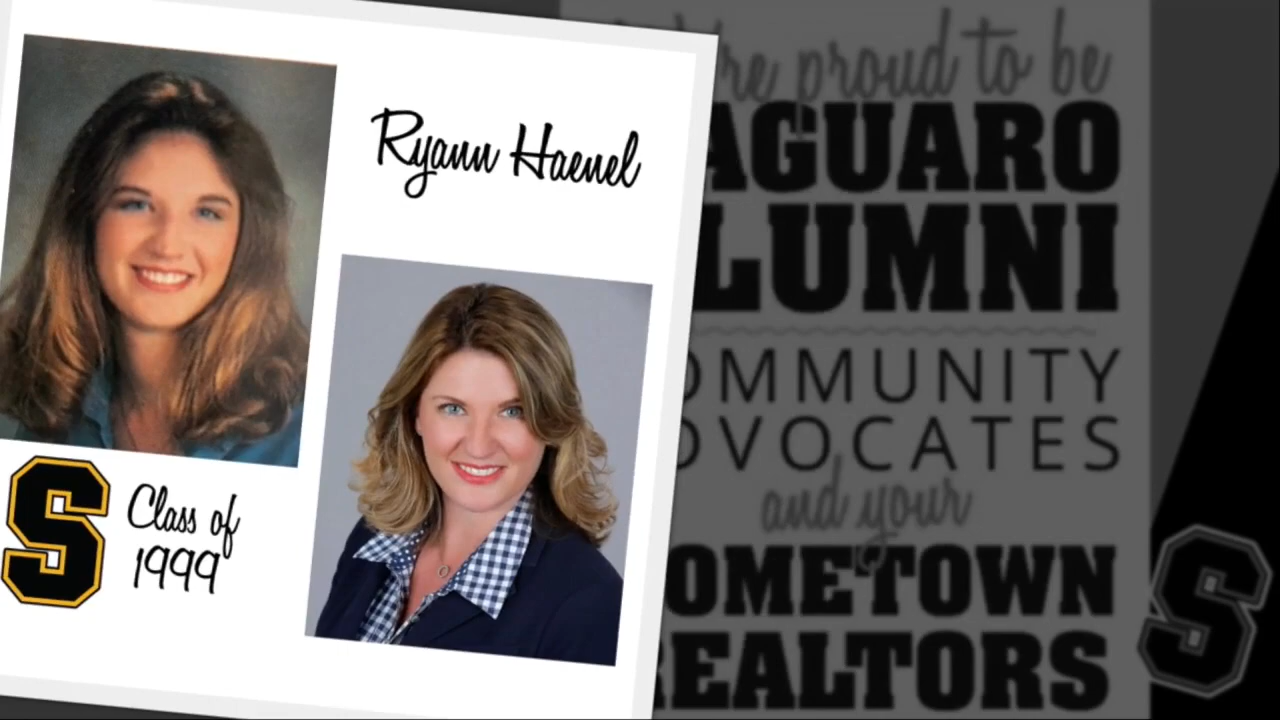 Ryann Haenel
S
Class of
1999
're proud to be
AGUARO
LUMNI
OMMUNITY
DVOCATES
and your
OMETOWN
REALTORS
S